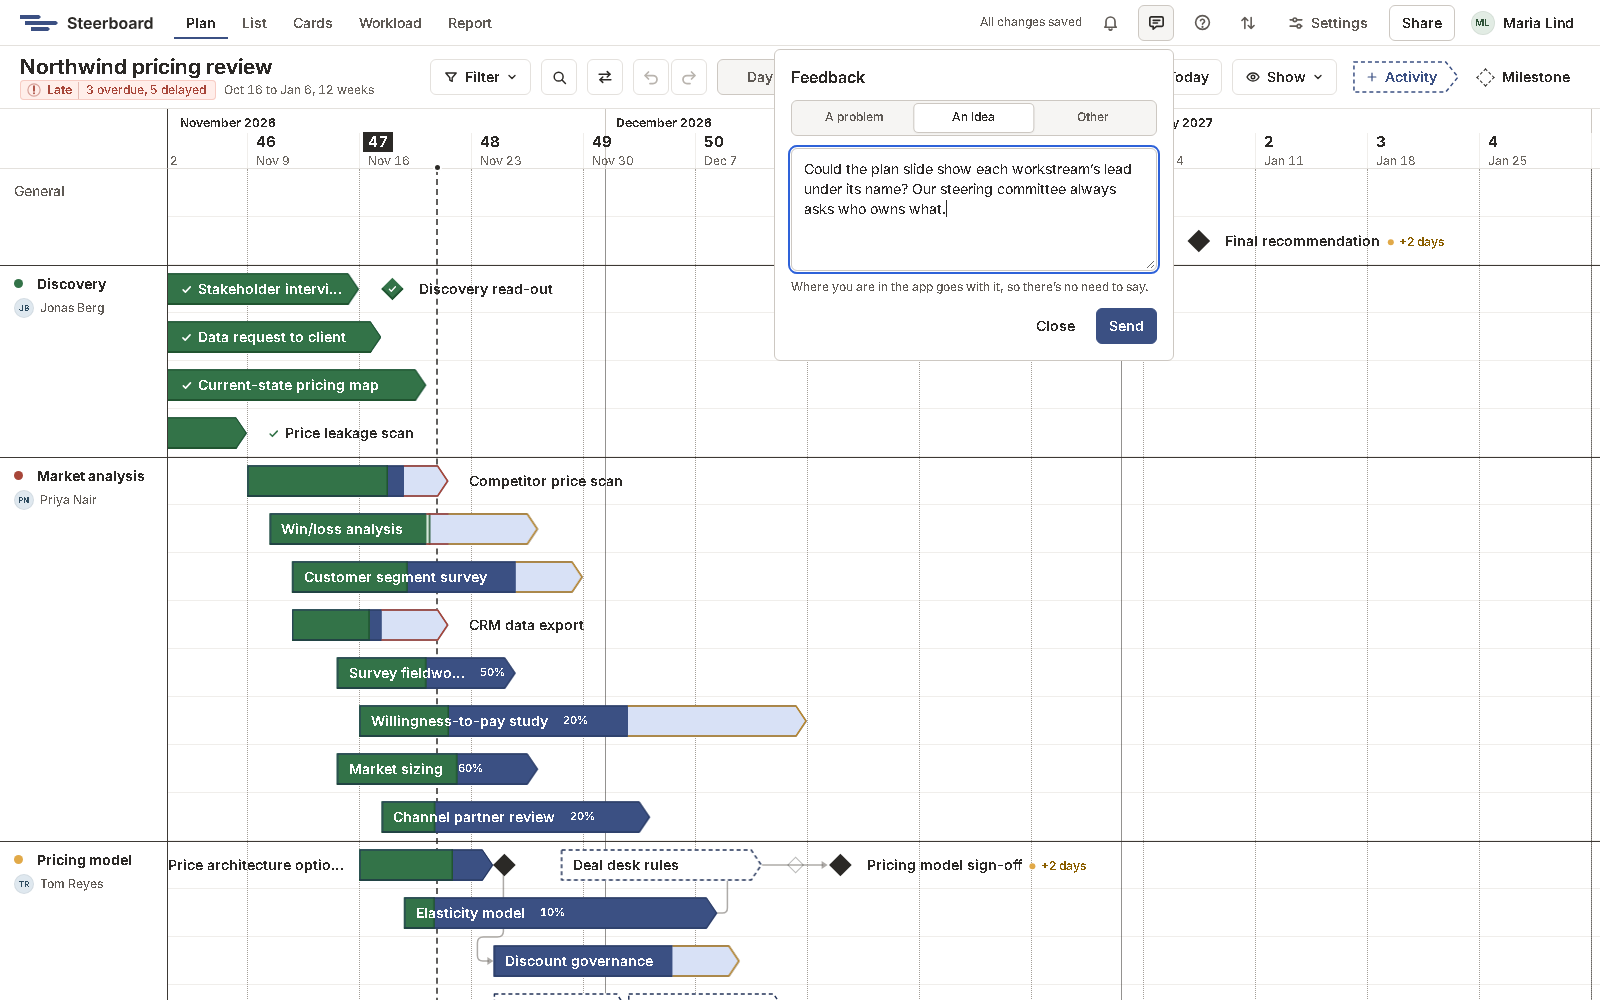 Steerboard
Plan
List
Cards
Workload
Report
All changes saved
Settings
Share
ML
Maria Lind
Northwind pricing review
Late
3 overdue, 5 delayed
Oct 16 to Jan 6, 12 weeks
Filter
Day
Show
+ Activity
Milestone
Feedback
A problem
An idea
Other
Could the plan slide show each workstream's lead
under its name? Our steering committee always
asks who owns what.
Where you are in the app goes with it, so there's no need to say.
Close
Send
November 2026
December 2026
2027
2
46
Nov 9
47
Nov 16
48
Nov 23
49
Nov 30
50
Dec 7
4
2
Jan 11
3
Jan 18
4
Jan 25
General
Final recommendation
+2 days
Discovery
JB
Jonas Berg
Stakeholder intervi...
Discovery read-out
Data request to client
Current-state pricing map
Price leakage scan
Market analysis
PN
Priya Nair
Competitor price scan
Win/loss analysis
Customer segment survey
CRM data export
Survey fieldwo...
50%
Willingness-to-pay study
20%
Market sizing
60%
Channel partner review
20%
Pricing model
TR
Tom Reyes
Price architecture optio...
Deal desk rules
Pricing model sign-off
+2 days
Elasticity model
10%
Discount governance